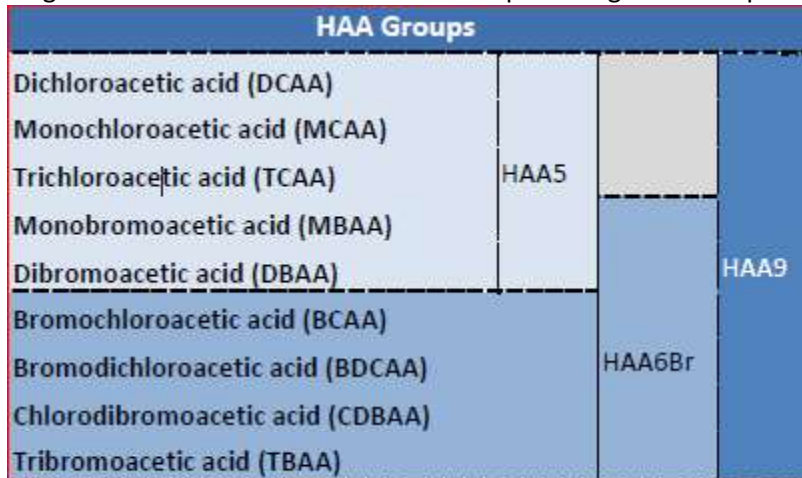 HAA Groups
Dichloroacetic acid (DCAA)
Monochloroacetic acid (MCAA)
Trichloroacetic acid (TCAA)
HAA5
Monobromoacetic acid (MBAA)
Dibromoacetic acid (DBAA)
HAA9
Bromochloroacetic acid (BCAA)
Bromodichloroacetic acid (BDCAA)
HAA6Br
Chlorodibromoacetic acid (CDBAA)
Tribromoacetic acid (TBAA)